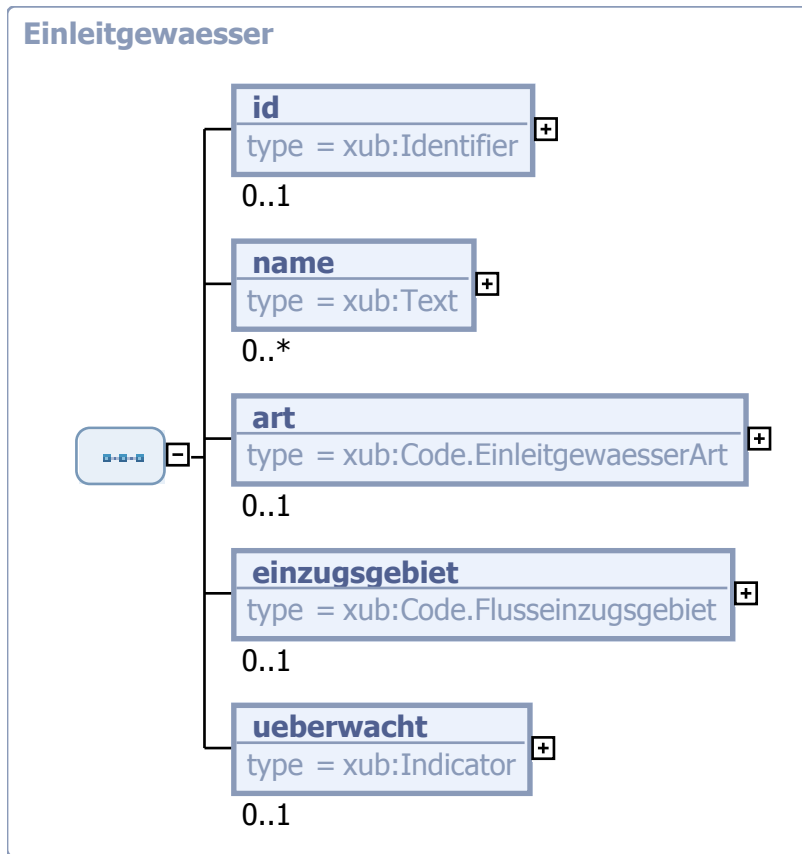 Einleitgewaesser
id
type = xub:Identifier
0..1
name
type = xub:Text
0..*
art
type = xub:Code.EinleitgewaesserArt
0..1
einzugsgebiet
type = xub:Code.Flusseinzugsgebiet
0..1
ueberwacht
type = xub:Indicator
0..1